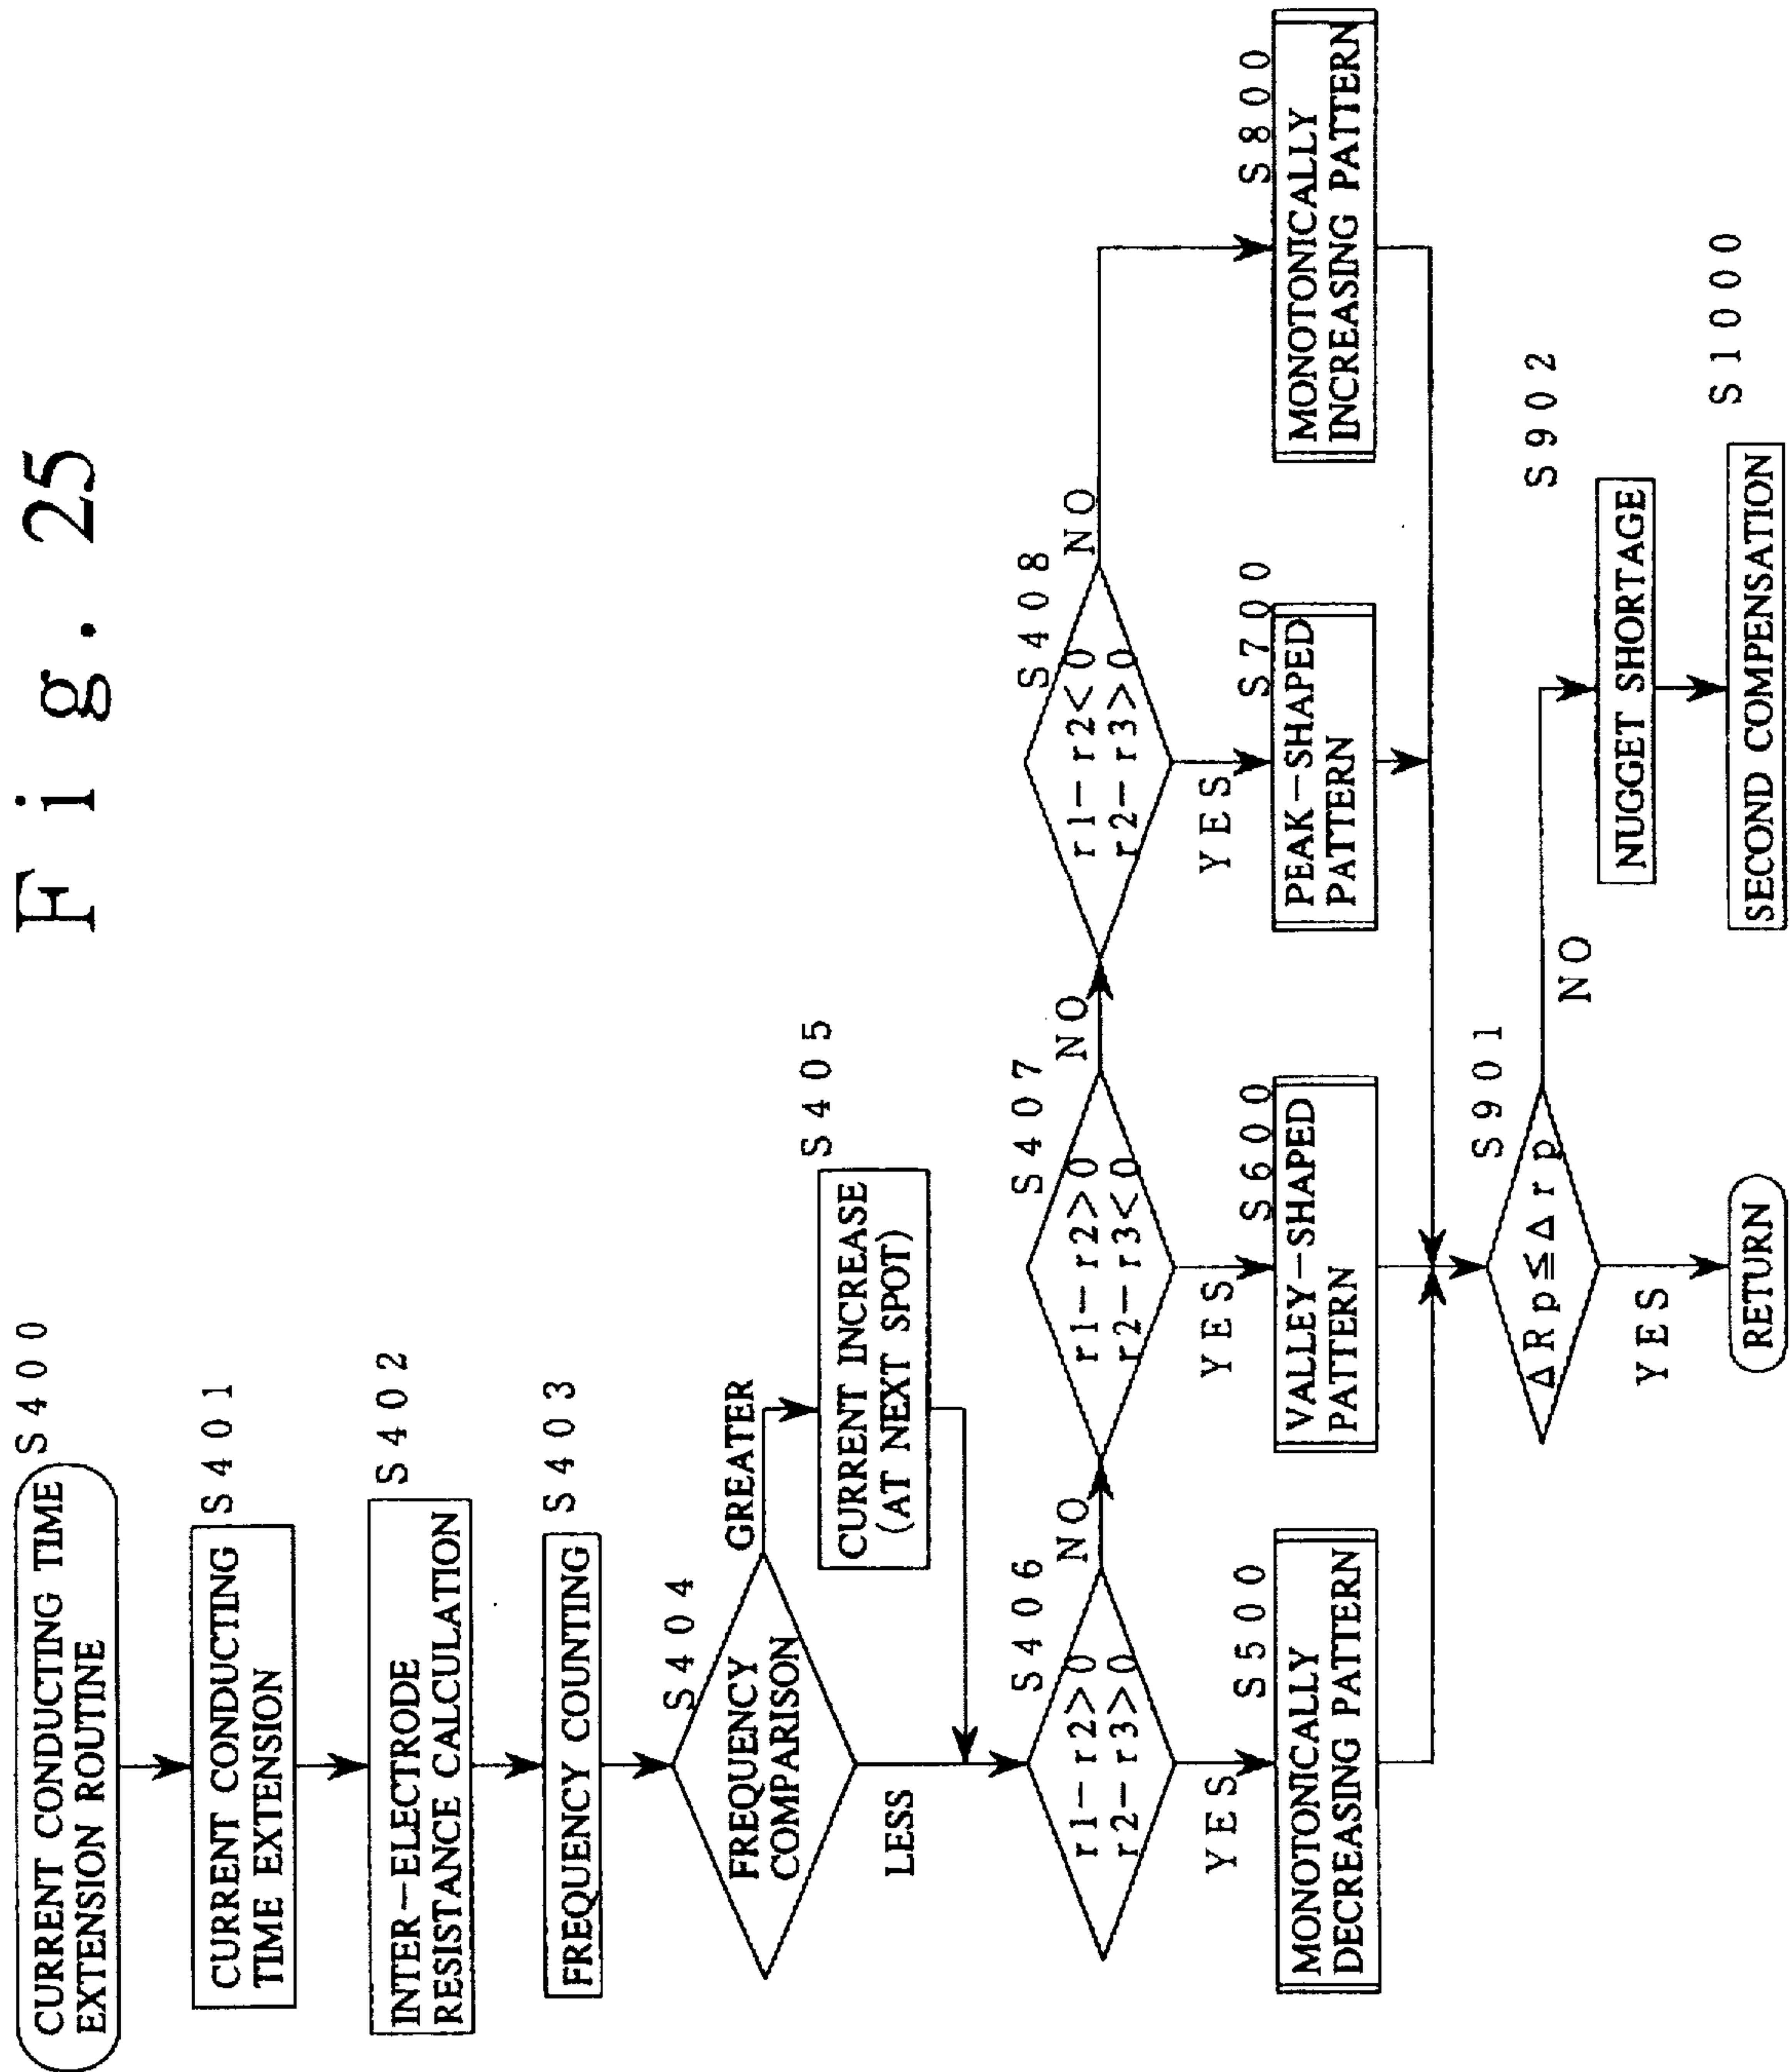 Fig. 25
CURRENT CONDUCTING TIME
EXTENSION ROUTINE
S400
CURRENT CONDUCTING
TIME EXTENSION
S401
INTER-ELECTRODE
RESISTANCE CALCULATION
S402
FREQUENCY COUNTING
S403
FREQUENCY
COMPARISON
S404
GREATER
LESS
CURRENT INCREASE
(AT NEXT SPOT)
S405
r1-r2>0
r2-r3>0
S406
NO
YES
r1-r2>0
r2-r3<0
S407
NO
YES
r1-r2<0
r2-r3>0
S408
NO
YES
MONOTONICALLY
DECREASING PATTERN
S500
VALLEY-SHAPED
PATTERN
S600
PEAK-SHAPED
PATTERN
S700
MONOTONICALLY
INCREASING PATTERN
S800
ΔRp≦Δrp
S901
NO
YES
NUGGET SHORTAGE
S902
RETURN
SECOND COMPENSATION
S1000